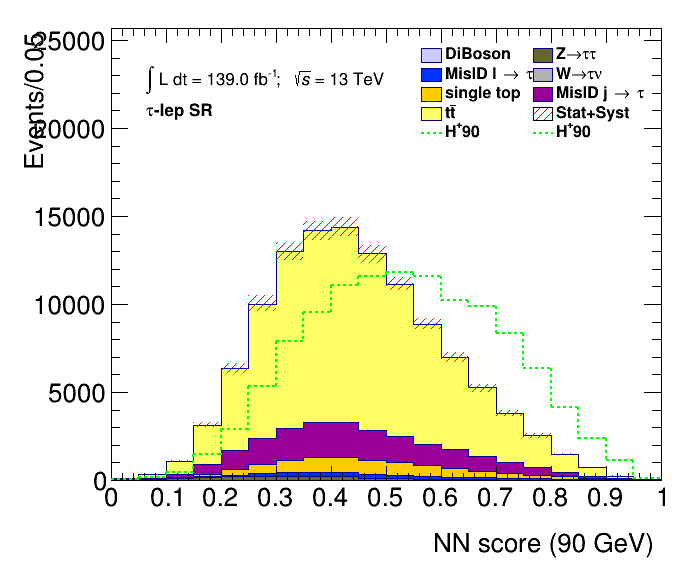 Events/0.05
25000
20000
15000
10000
5000
0
∫ L dt = 139.0 fb⁻¹; √s = 13 TeV
τ-lep SR
DiBoson
Z→ττ
MisID l → τ
W→τν
single top
MisID j → τ
tt̄
Stat+Syst
H⁺90
H⁺90
0 0.1 0.2 0.3 0.4 0.5 0.6 0.7 0.8 0.9 1
NN score (90 GeV)